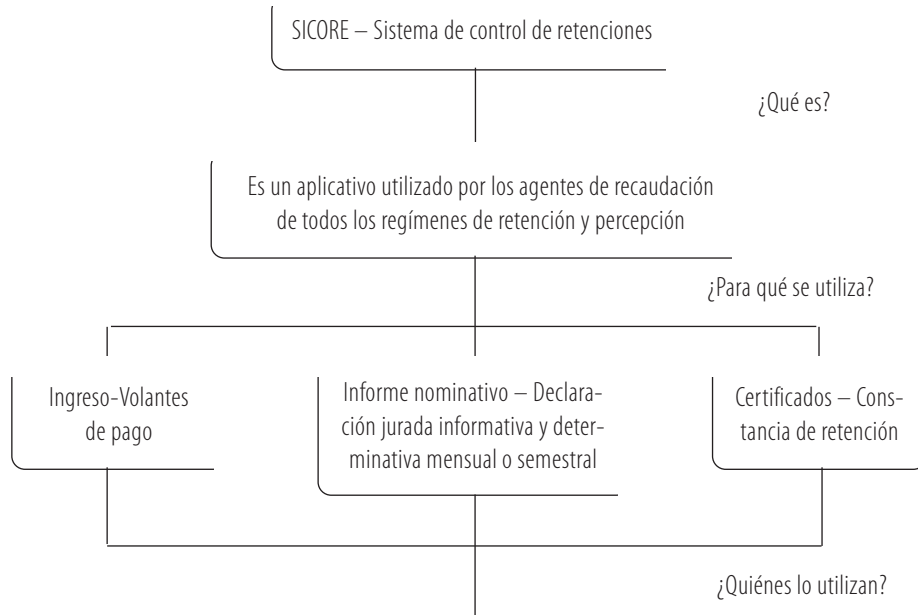 SICORE – Sistema de control de retenciones
¿Qué es?
Es un aplicativo utilizado por los agentes de recaudación
de todos los regímenes de retención y percepción
¿Para qué se utiliza?
Ingreso-Volantes
de pago
Informe nominativo – Declara-
ción jurada informativa y deter-
minativa mensual o semestral
Certificados – Cons-
tancia de retención
¿Quiénes lo utilizan?